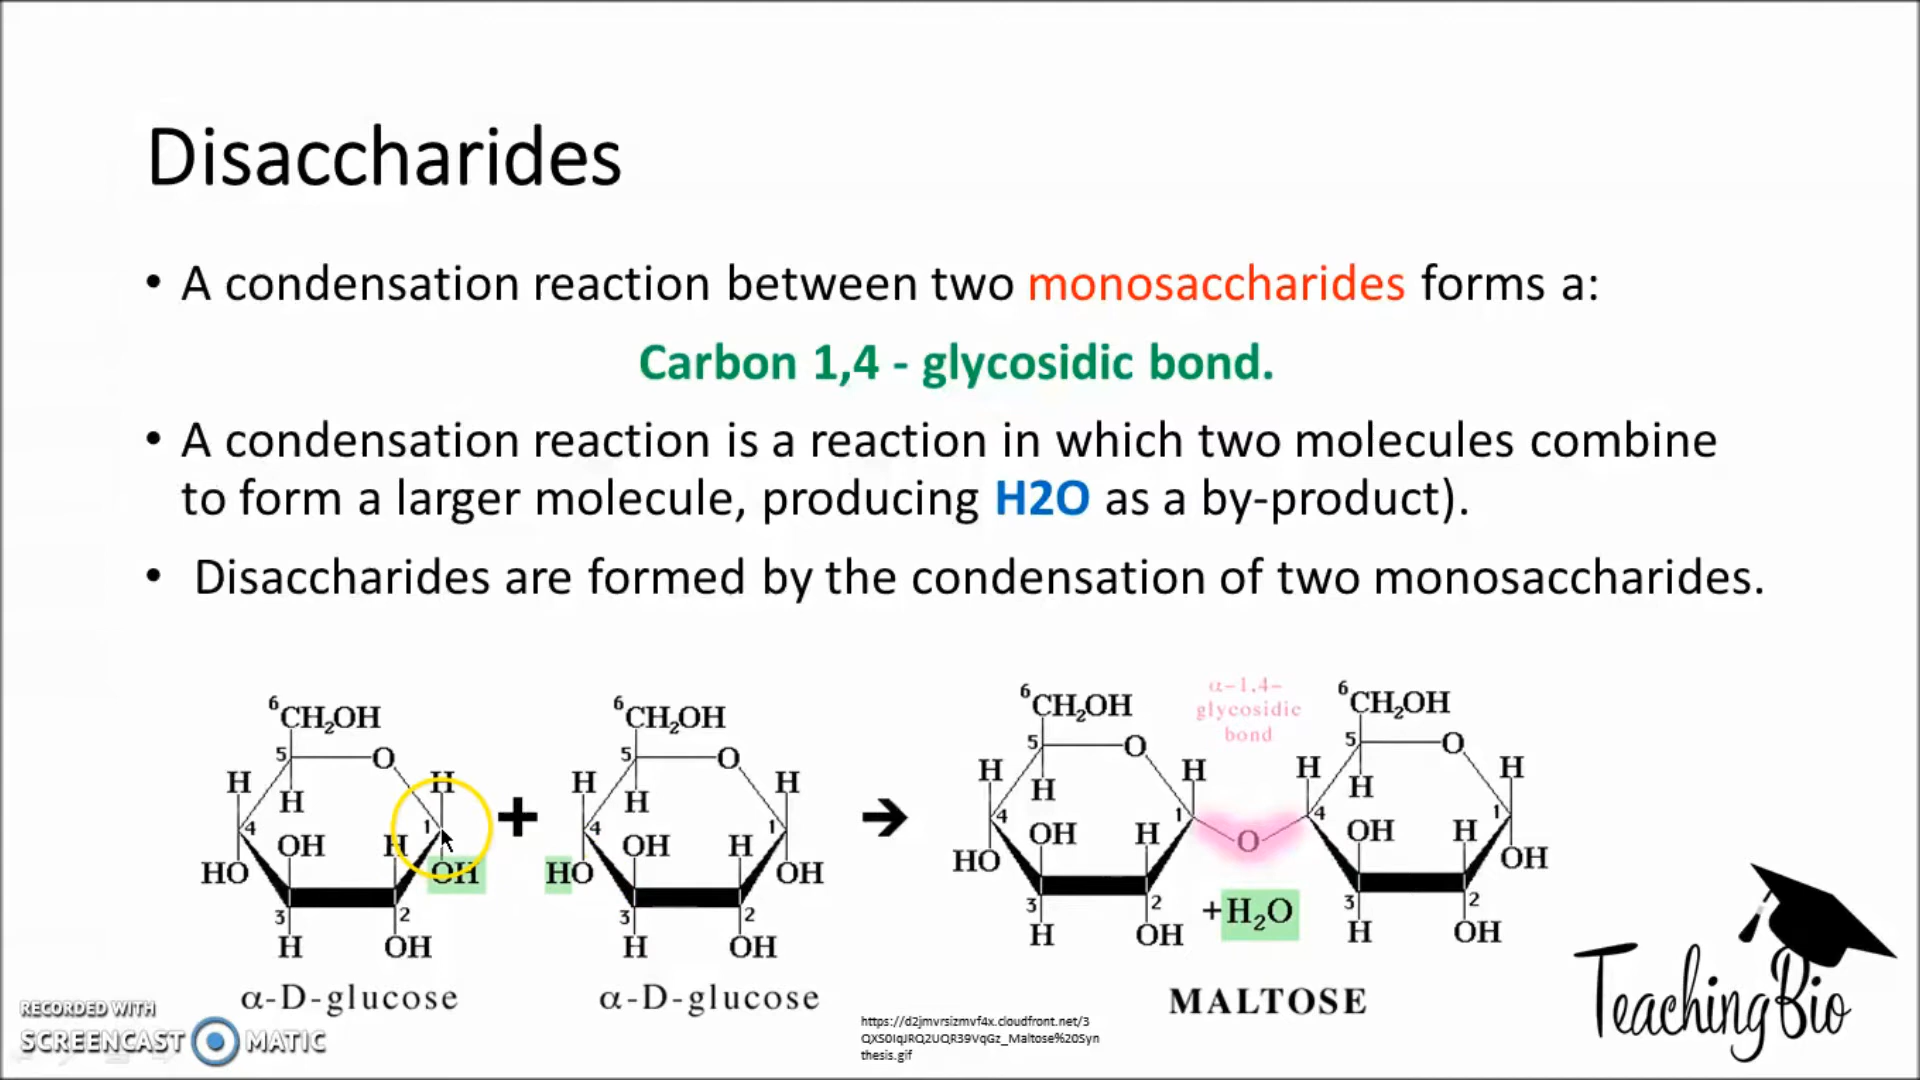 Disaccharides
• A condensation reaction between two monosaccharides forms a:
Carbon 1,4 - glycosidic bond.
• A condensation reaction is a reaction in which two molecules combine
to form a larger molecule, producing H2O as a by-product).
• Disaccharides are formed by the condensation of two monosaccharides.
6CH2OH
5 O
H H
H 1
4 OH H
HO OH
3 2
H OH
α-D-glucose
+
6CH2OH
5 O
H H
H 1
4 OH H
HO OH
3 2
H OH
α-D-glucose
➔
6CH2OH
5 O
H H
H 1
4 OH H
HO
3 2
H OH
α-1,4-
glycosidic
bond
O
+H2O
6CH2OH
5 O
H H
H 1
4 OH H
OH
3 2
H OH
MALTOSE
https://d2jmvrsizmvf4x.cloudfront.net/3
thesis.gif
RECORDED WITH
SCREENCAST MATIC
TeachingBio